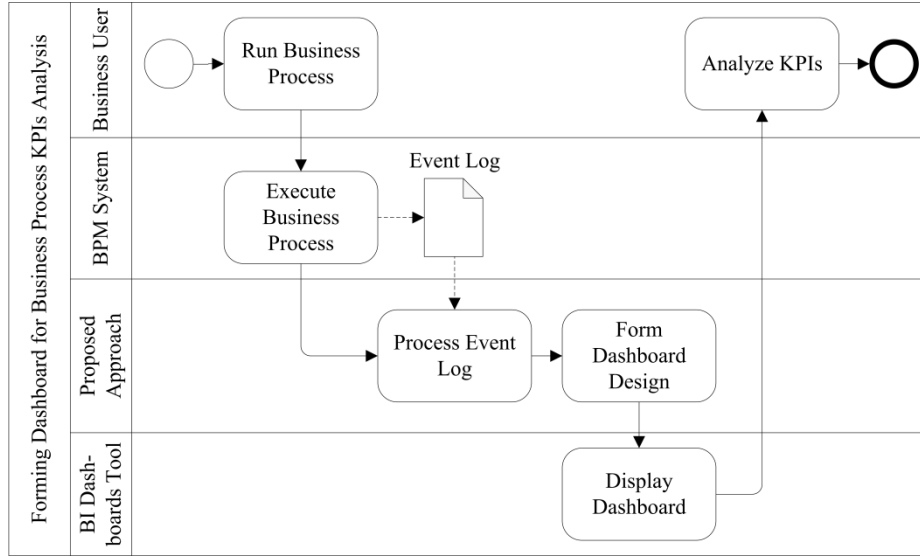 Forming Dashboard for Business Process KPIs Analysis
Business User
Run Business
Process
Analyze KPIs
BPM System
Execute
Business
Process
Event Log
Proposed
Approach
Process Event
Log
Form
Dashboard
Design
BI Dash-
boards Tool
Display
Dashboard